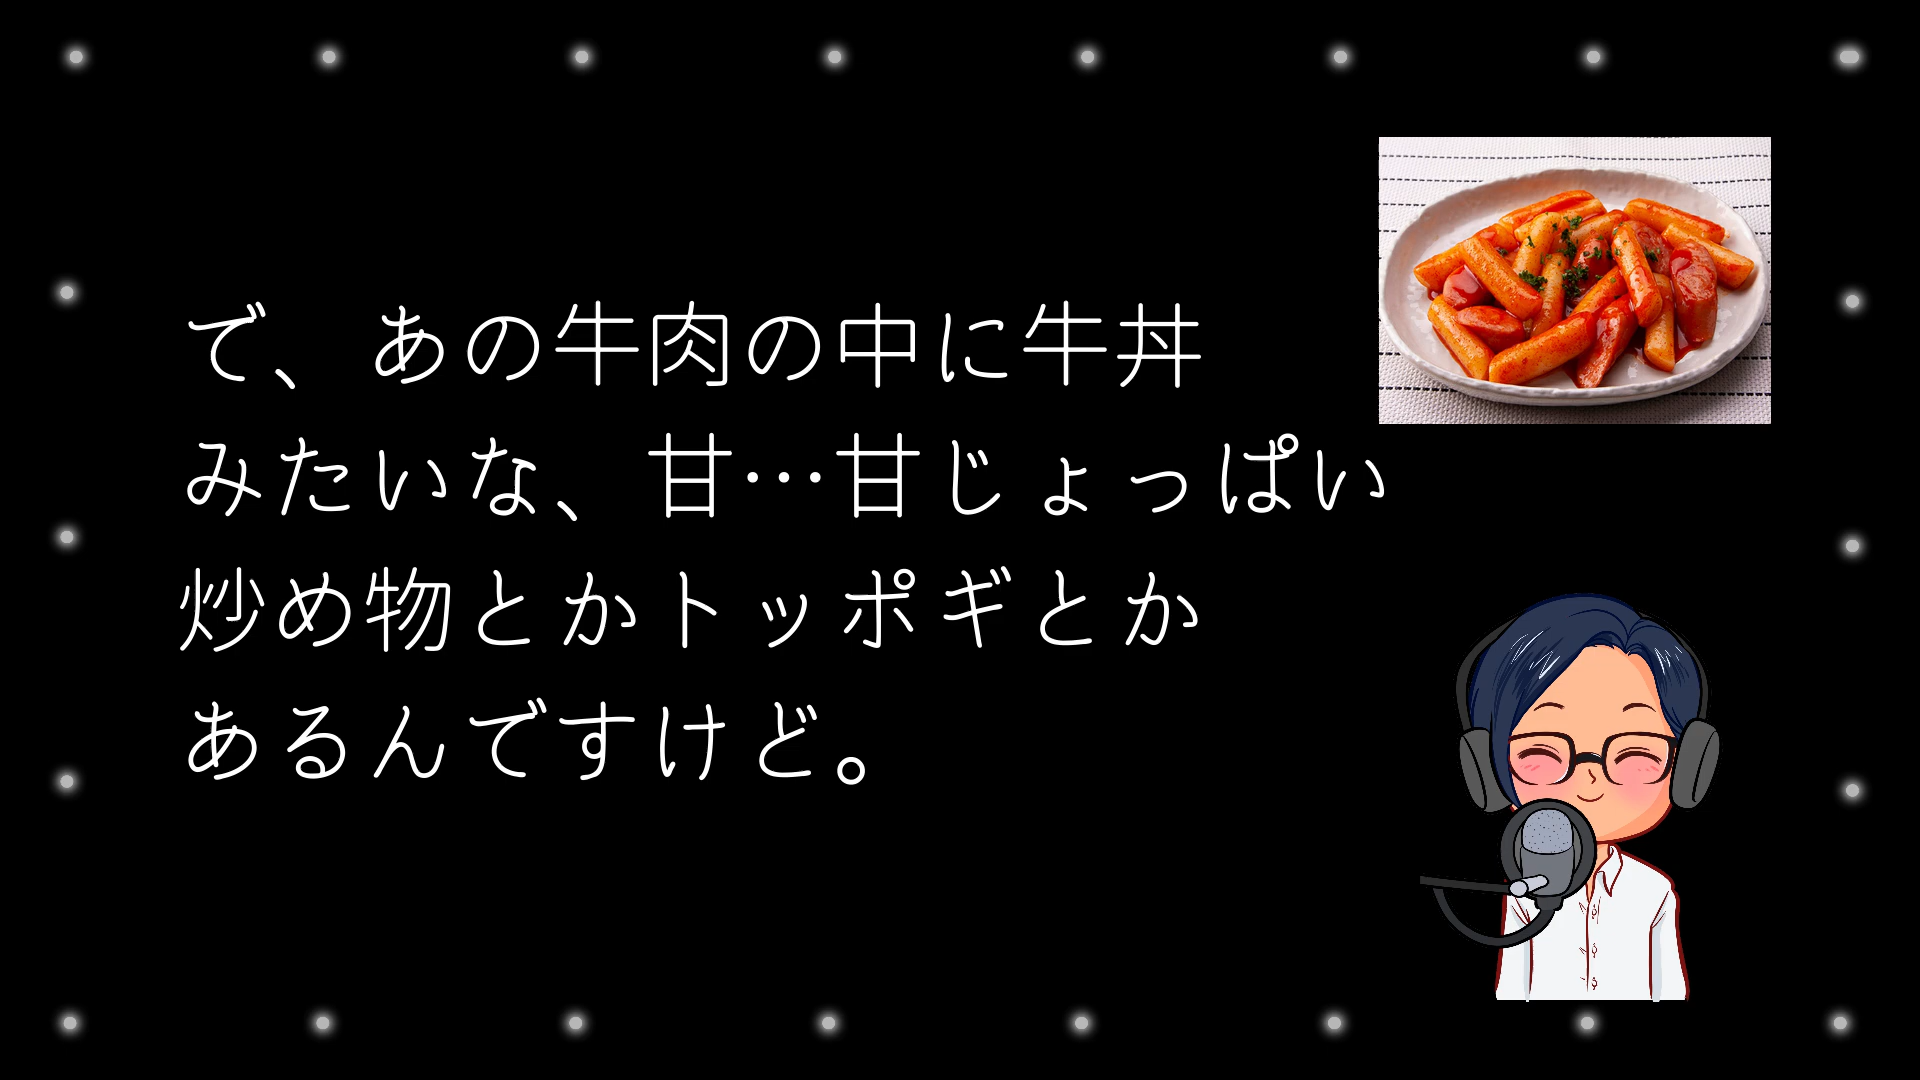 で、あの牛肉の中に牛丼
みたいな、甘…甘じょっぱい
炒め物とかトッポギとか
あるんですけど。